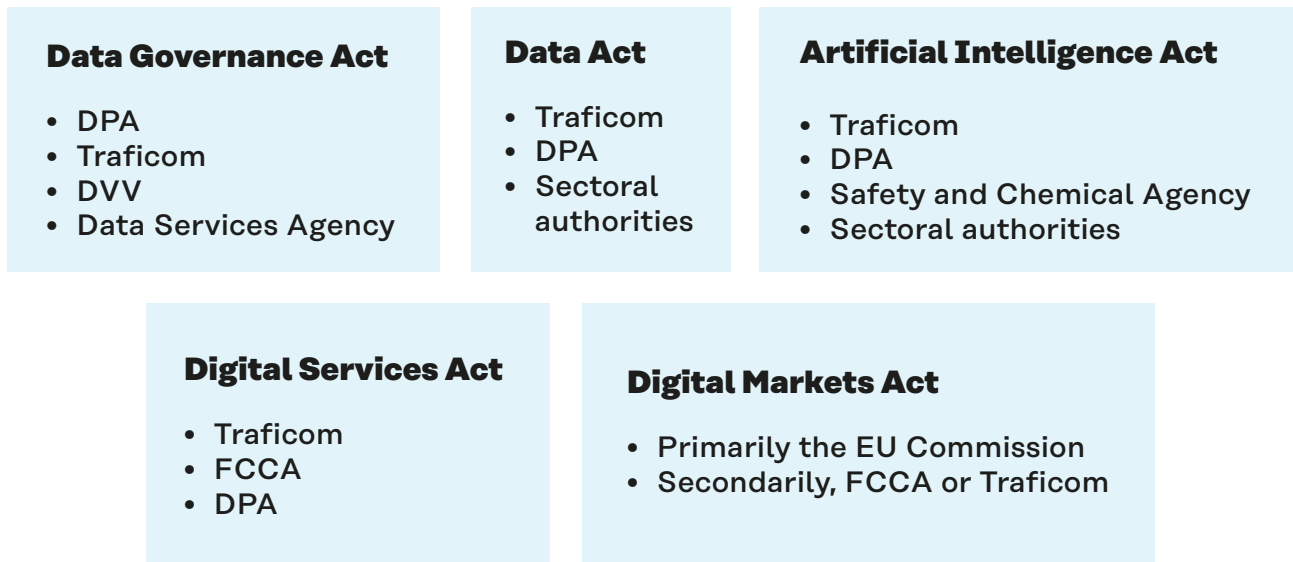 Data Governance Act
• DPA
• Traficom
• DVV
• Data Services Agency
Data Act
• Traficom
• DPA
• Sectoral
authorities
Artificial Intelligence Act
• Traficom
• DPA
• Safety and Chemical Agency
• Sectoral authorities
Digital Services Act
• Traficom
• FCCA
• DPA
Digital Markets Act
• Primarily the EU Commission
• Secondarily, FCCA or Traficom